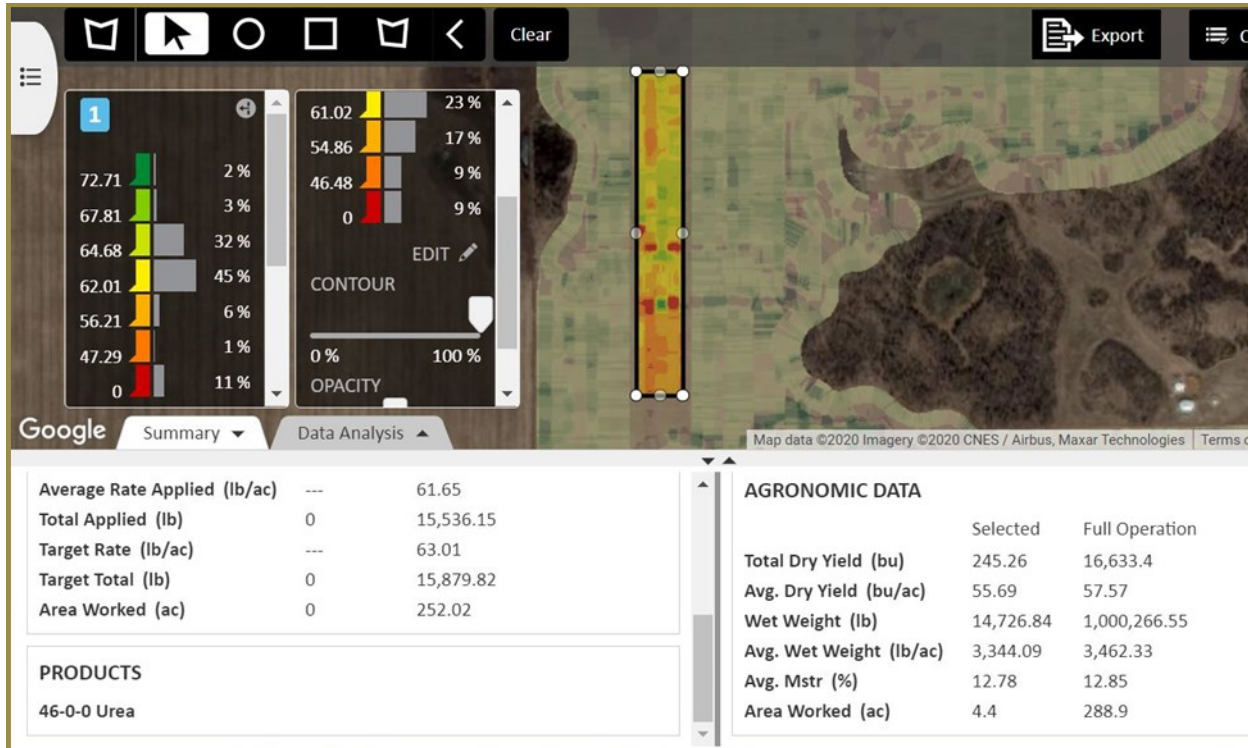 Clear
Export
1
72.71 2 %
67.81 3 %
64.68 32 %
62.01 45 %
56.21 6 %
47.29 1 %
0 11 %
61.02 23 %
54.86 17 %
46.48 9 %
0 9 %
EDIT
CONTOUR
0 % 100 %
OPACITY
Google
Summary
Data Analysis
Map data ©2020 Imagery ©2020 CNES / Airbus, Maxar Technologies Terms
Average Rate Applied (lb/ac) --- 61.65
Total Applied (lb) 0 15,536.15
Target Rate (lb/ac) --- 63.01
Target Total (lb) 0 15,879.82
Area Worked (ac) 0 252.02
PRODUCTS
46-0-0 Urea
AGRONOMIC DATA
Selected Full Operation
Total Dry Yield (bu) 245.26 16,633.4
Avg. Dry Yield (bu/ac) 55.69 57.57
Wet Weight (lb) 14,726.84 1,000,266.55
Avg. Wet Weight (lb/ac) 3,344.09 3,462.33
Avg. Mstr (%) 12.78 12.85
Area Worked (ac) 4.4 288.9